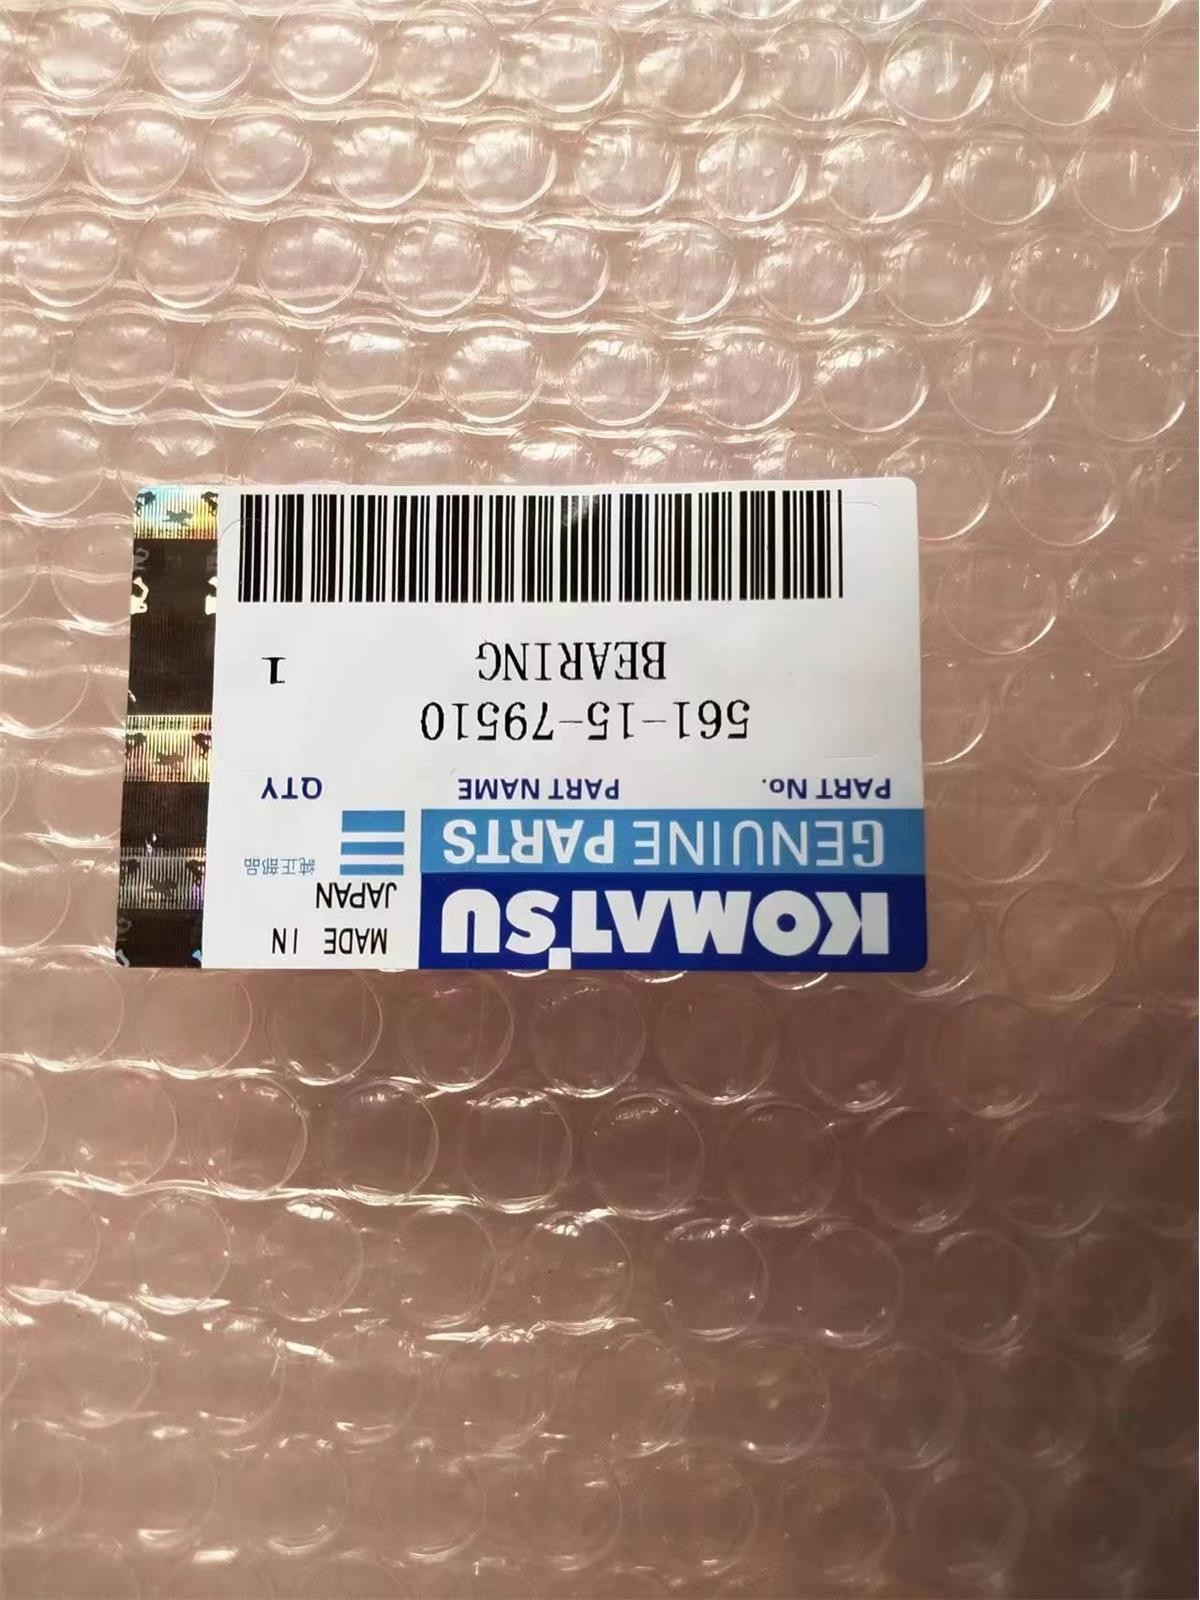 KOMATSU
MADE IN
JAPAN
GENUINE PARTS
純正部品
PART No.
PART NAME
QTY
561-15-79510
BEARING
1